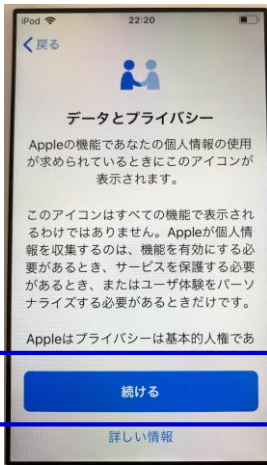 iPod 22:20
戻る
データとプライバシー
Appleの機能であなたの個人情報の使用
が求められているときにこのアイコンが
表示されます。
このアイコンはすべての機能で表示され
るわけではありません。Appleが個人情
報を収集するのは、機能を有効にする必
要があるとき、サービスを保護する必要
があるとき、またはユーザ体験をパーソ
ナライズする必要があるときだけです。
Appleはプライバシーは基本的人権であ
続ける
詳しい情報